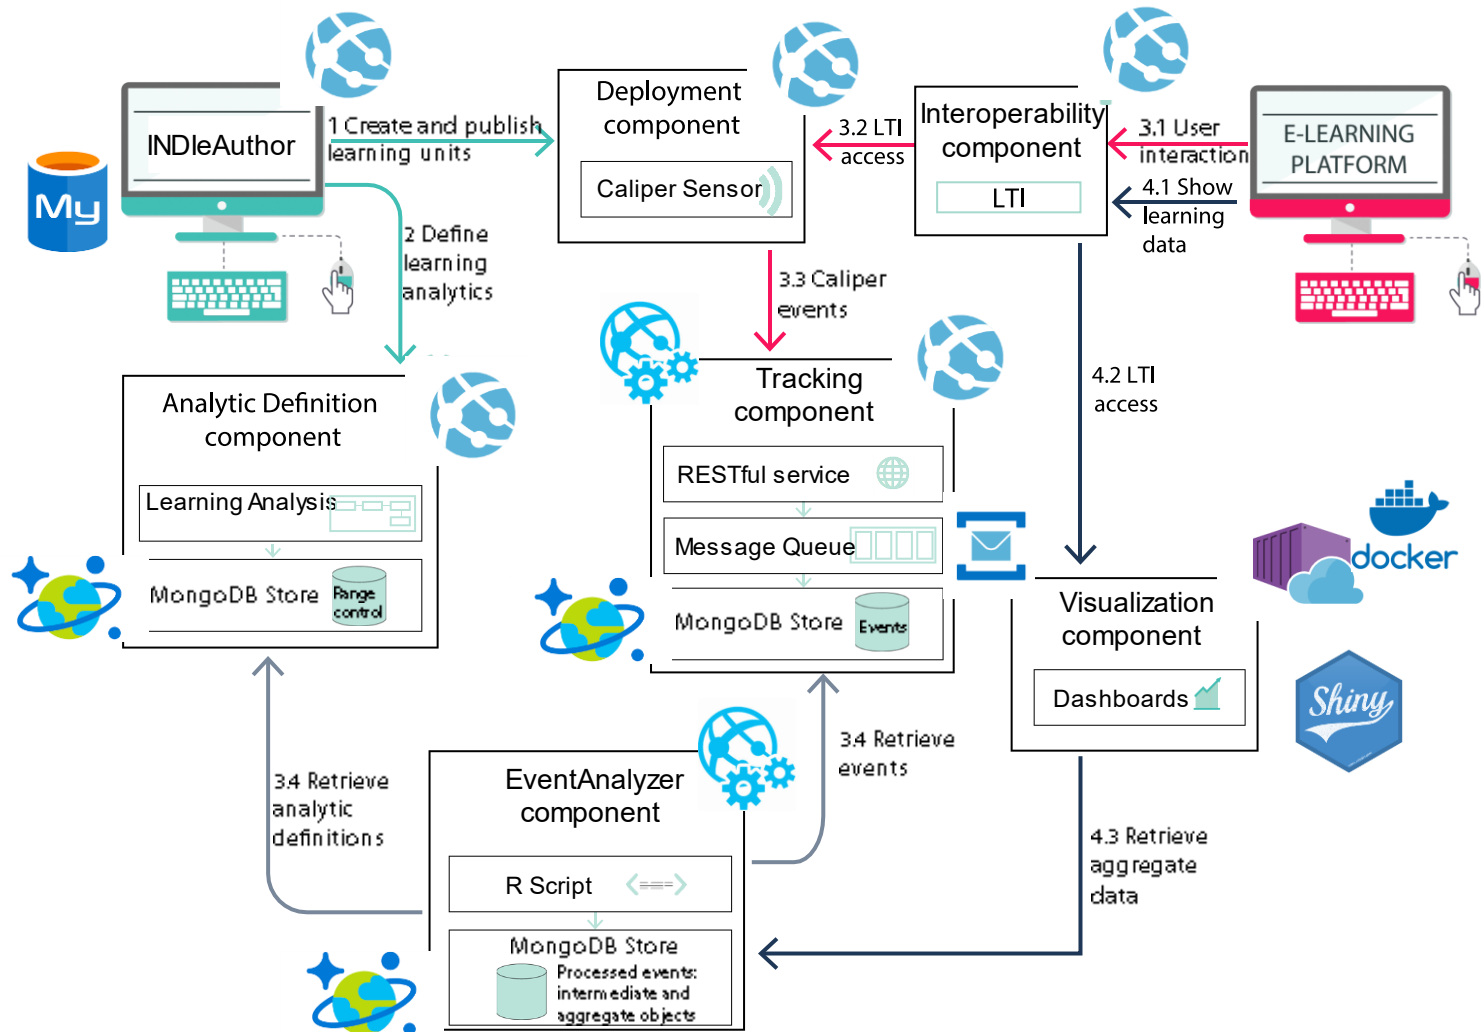 INDIeAuthor
My
1 Create and publish
learning units
2 Define
learning
analytics
Deployment
component
Caliper Sensor
3.2 LTI
access
Interoperability
component
LTI
3.1 User
interaction
4.1 Show
learning
data
E-LEARNING
PLATFORM
3.3 Caliper
events
4.2 LTI
access
Analytic Definition
component
Learning Analysis
MongoDB Store
Range
control
Tracking
component
RESTful service
Message Queue
MongoDB Store
Events
docker
Visualization
component
Dashboards
Shiny
3.4 Retrieve
analytic
definitions
3.4 Retrieve
events
EventAnalyzer
component
R Script
MongoDB Store
Processed events:
intermediate and
aggregate objects
4.3 Retrieve
aggregate
data